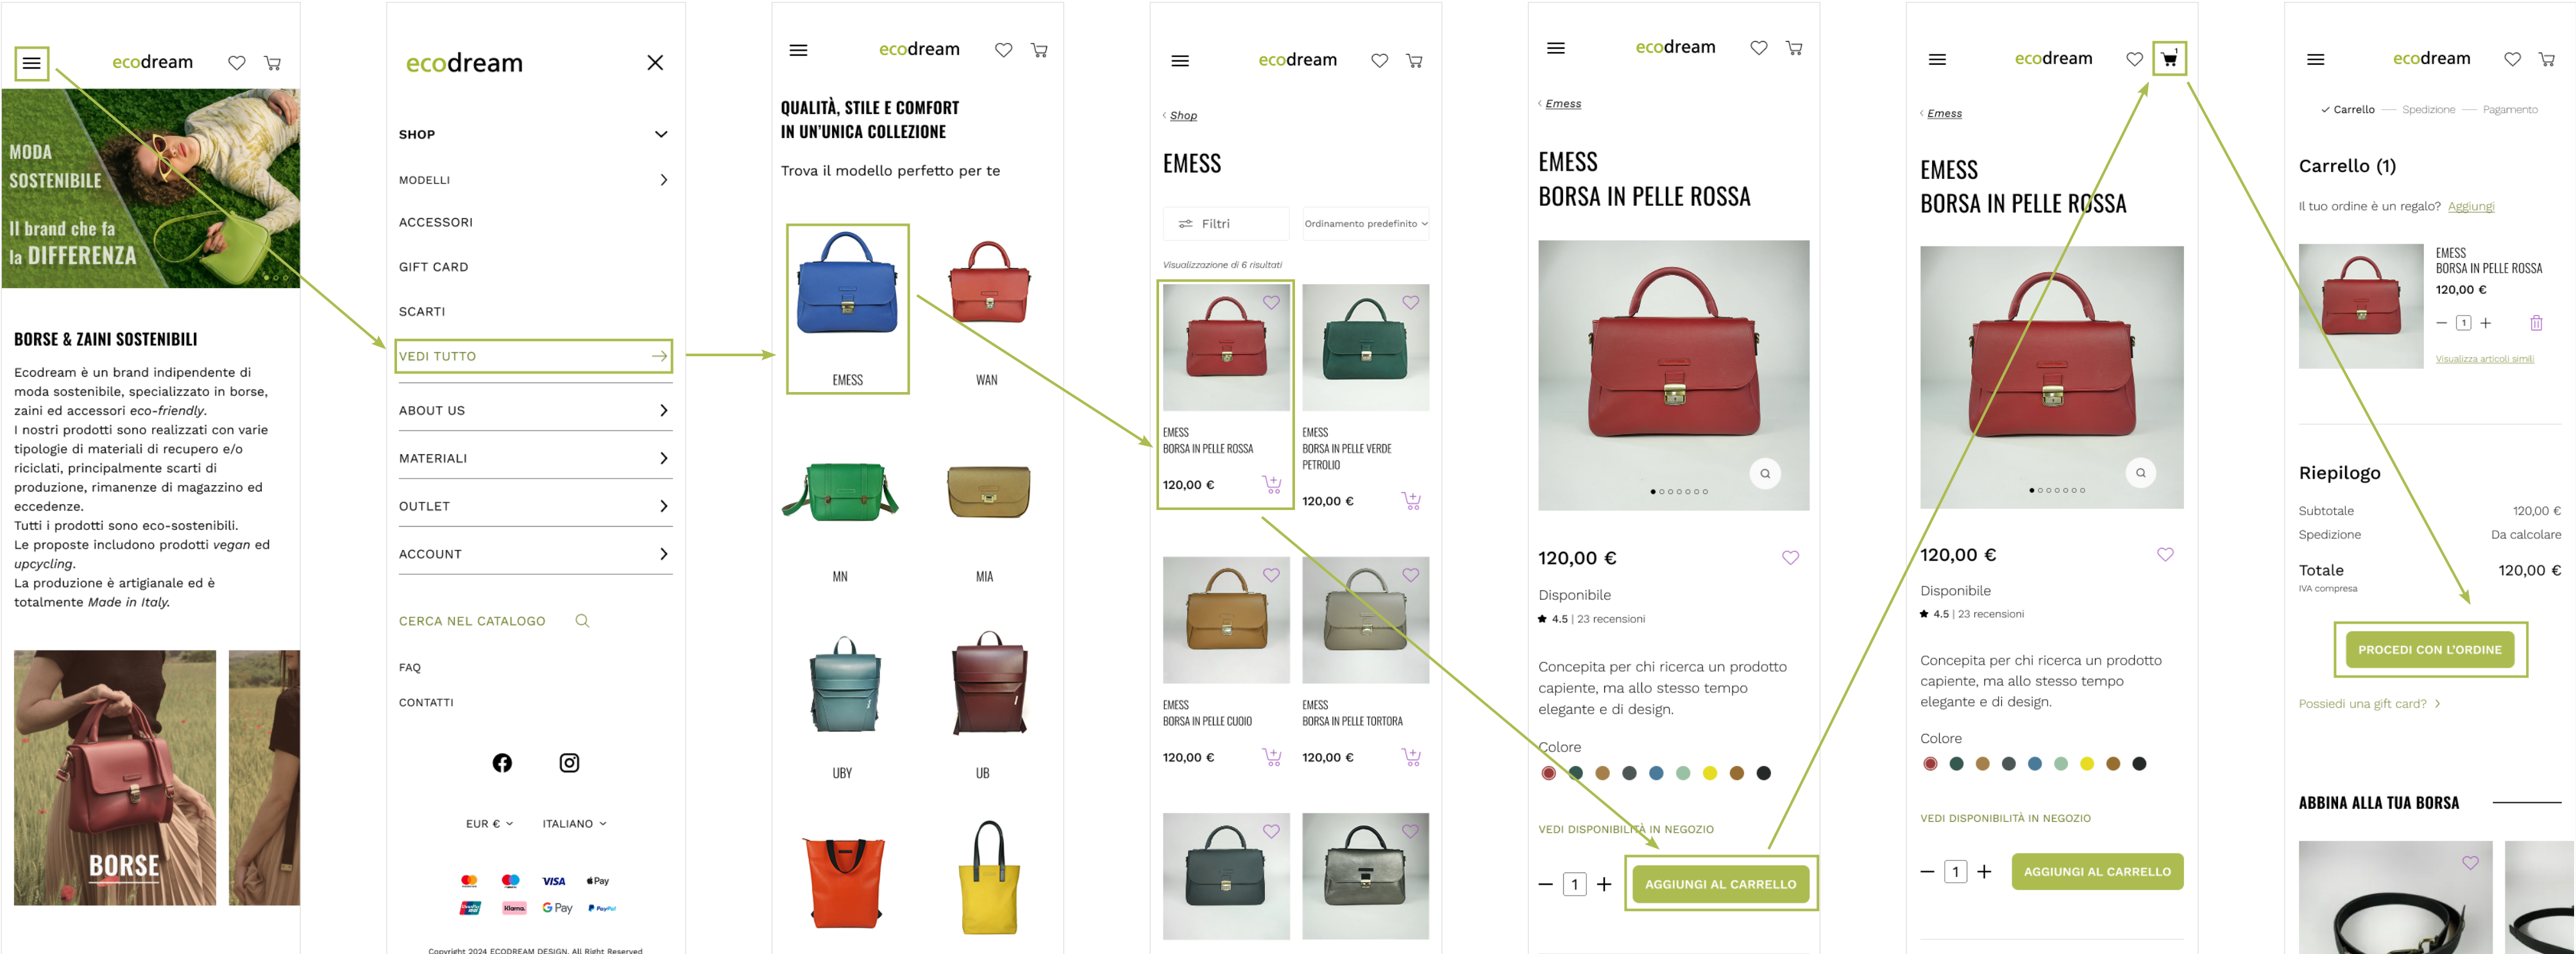 ecodream
MODA
SOSTENIBILE
Il brand che fa
la DIFFERENZA
BORSE & ZAINI SOSTENIBILI
Ecodream è un brand indipendente di
moda sostenibile, specializzato in borse,
zaini ed accessori eco-friendly.
I nostri prodotti sono realizzati con varie
tipologie di materiali di recupero e/o
riciclati, principalmente scarti di
produzione, rimanenze di magazzino ed
eccedenze.
Tutti i prodotti sono eco-sostenibili.
Le proposte includono prodotti vegan ed
upcycling.
La produzione è artigianale ed è
totalmente Made in Italy.
BORSE
ecodream
SHOP
MODELLI
ACCESSORI
GIFT CARD
SCARTI
VEDI TUTTO
ABOUT US
MATERIALI
OUTLET
ACCOUNT
CERCA NEL CATALOGO
FAQ
CONTATTI
EUR €
ITALIANO
VISA
Pay
Klarna.
G Pay
PayPal
Copyright 2024 ECODREAM DESIGN. All Right Reserved
ecodream
QUALITÀ, STILE E COMFORT
IN UN'UNICA COLLEZIONE
Trova il modello perfetto per te
EMESS
WAN
MN
MIA
UBY
UB
ecodream
‹ Shop
EMESS
Filtri
Ordinamento predefinito
Visualizzazione di 6 risultati
EMESS
BORSA IN PELLE ROSSA
120,00 €
EMESS
BORSA IN PELLE VERDE
PETROLIO
120,00 €
EMESS
BORSA IN PELLE CUOIO
120,00 €
EMESS
BORSA IN PELLE TORTORA
120,00 €
ecodream
‹ Emess
EMESS
BORSA IN PELLE ROSSA
120,00 €
Disponibile
4.5 | 23 recensioni
Concepita per chi ricerca un prodotto
capiente, ma allo stesso tempo
elegante e di design.
Colore
VEDI DISPONIBILITÀ IN NEGOZIO
— 1 +
AGGIUNGI AL CARRELLO
ecodream
1
‹ Emess
EMESS
BORSA IN PELLE ROSSA
120,00 €
Disponibile
4.5 | 23 recensioni
Concepita per chi ricerca un prodotto
capiente, ma allo stesso tempo
elegante e di design.
Colore
VEDI DISPONIBILITÀ IN NEGOZIO
— 1 +
AGGIUNGI AL CARRELLO
ecodream
✓ Carrello — Spedizione — Pagamento
Carrello (1)
Il tuo ordine è un regalo? Aggiungi
EMESS
BORSA IN PELLE ROSSA
120,00 €
— 1 +
Visualizza articoli simili
Riepilogo
Subtotale 120,00 €
Spedizione Da calcolare
Totale 120,00 €
IVA compresa
PROCEDI CON L'ORDINE
Possiedi una gift card?
ABBINA ALLA TUA BORSA